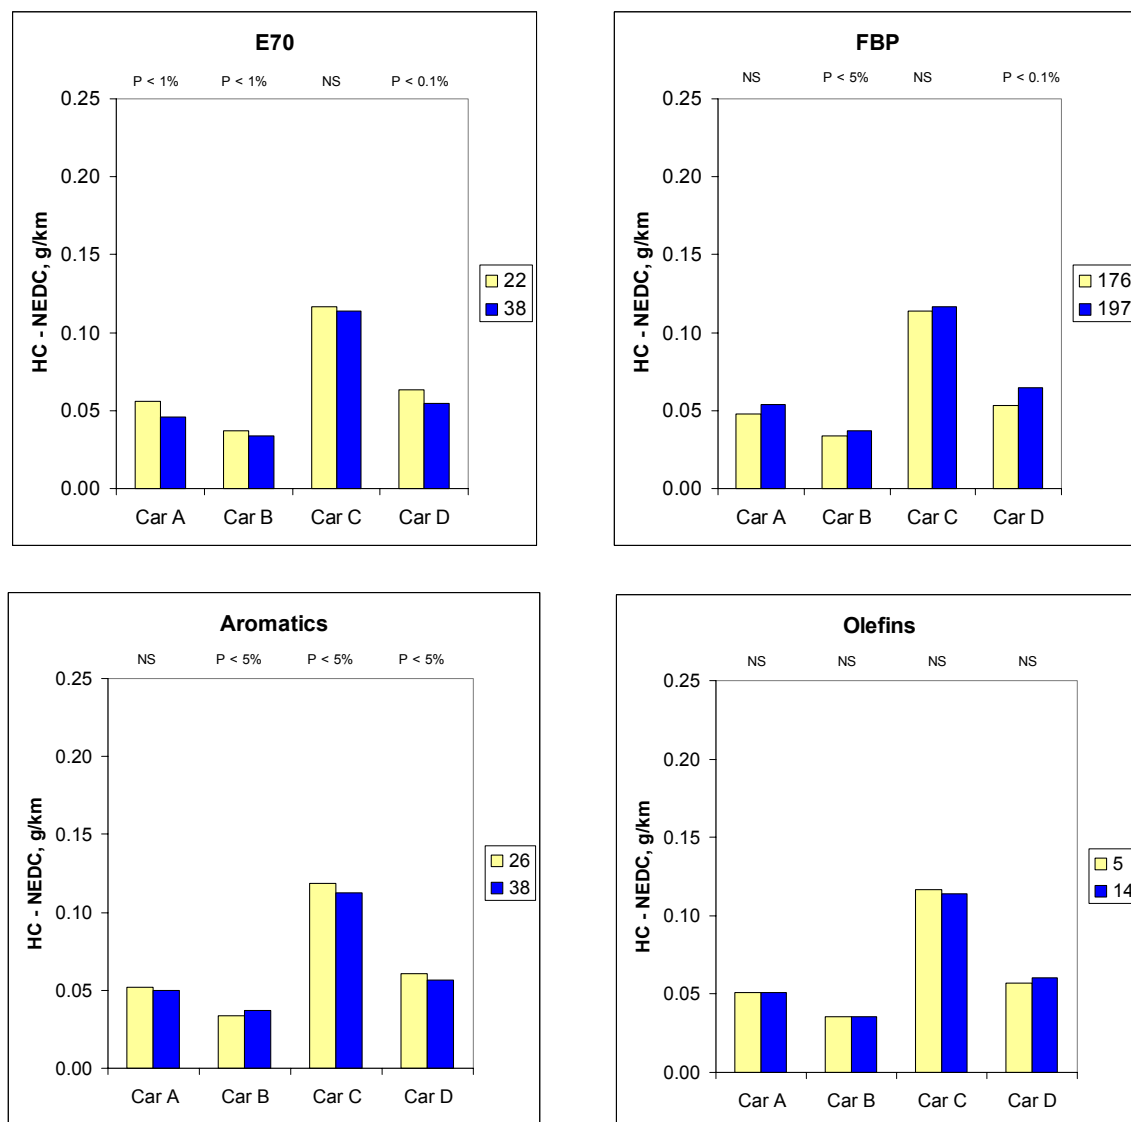 E70
P < 1% P < 1% NS P < 0.1%
0.25
0.20
0.15
0.10
0.05
0.00
HC - NEDC, g/km
Car A Car B Car C Car D
22
38
FBP
NS P < 5% NS P < 0.1%
0.25
0.20
0.15
0.10
0.05
0.00
HC - NEDC, g/km
Car A Car B Car C Car D
176
197
Aromatics
NS P < 5% P < 5% P < 5%
0.25
0.20
0.15
0.10
0.05
0.00
HC - NEDC, g/km
Car A Car B Car C Car D
26
38
Olefins
NS NS NS NS
0.25
0.20
0.15
0.10
0.05
0.00
HC - NEDC, g/km
Car A Car B Car C Car D
5
14